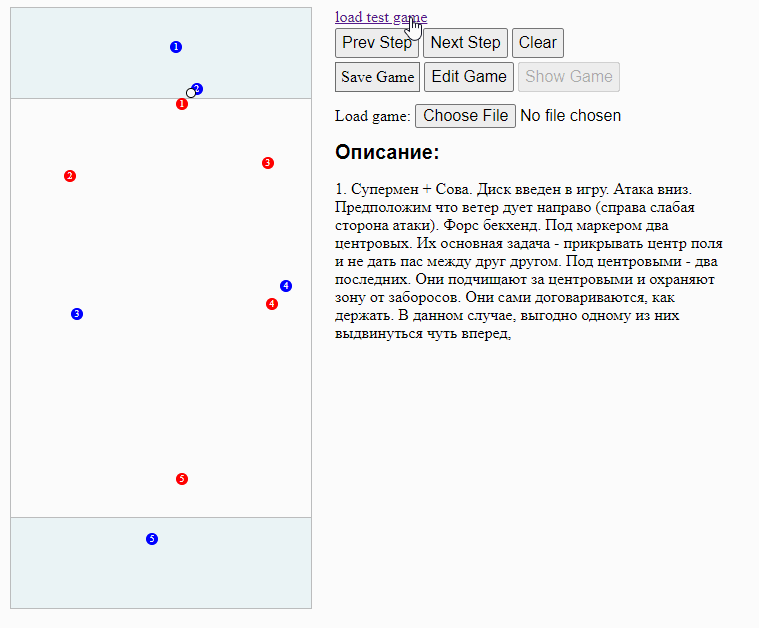 load test game
Prev Step Next Step Clear
Save Game Edit Game Show Game
Load game: Choose File No file chosen
Описание:
1. Супермен + Сова. Диск введен в игру. Атака вниз.
Предположим что ветер дует направо (справа слабая
сторона атаки). Форс бекхенд. Под маркером два
центровых. Их основная задача - прикрывать центр поля
и не дать пас между друг другом. Под центровыми - два
последних. Они подчищают за центровыми и охраняют
зону от заборосов. Они сами договариваются, как
держать. В данном случае, выгодно одному из них
выдвинуться чуть вперед,
1
2
1
3
2
4
4
3
5
5